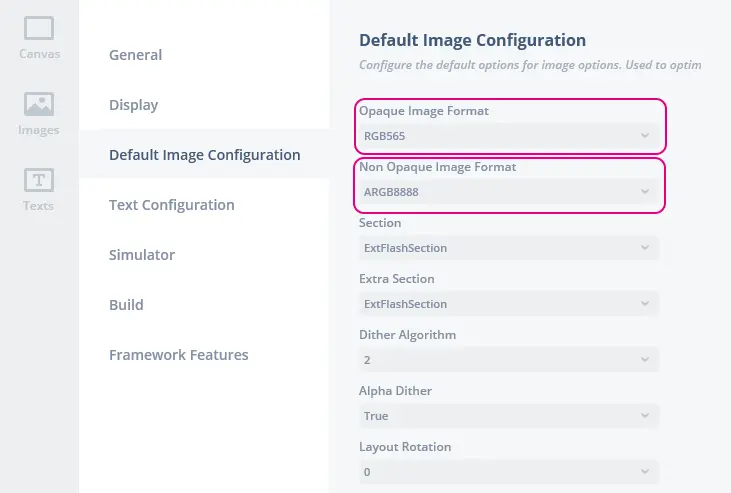 Canvas
Images
Texts
General
Display
Default Image Configuration
Text Configuration
Simulator
Build
Framework Features
Default Image Configuration
Configure the default options for image options. Used to optim
Opaque Image Format
RGB565
Non Opaque Image Format
ARGB8888
Section
ExtFlashSection
Extra Section
ExtFlashSection
Dither Algorithm
2
Alpha Dither
True
Layout Rotation
0